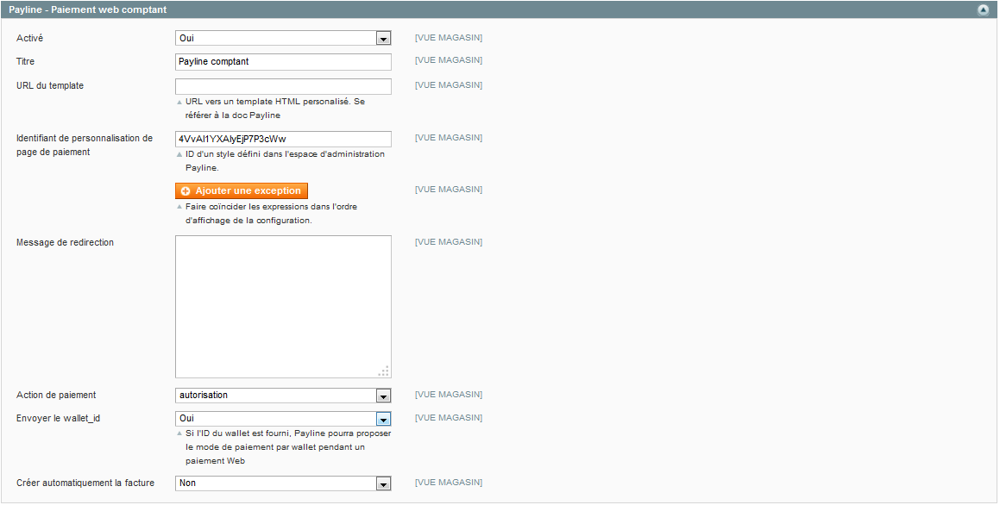 Payline - Paiement web comptant
Activé Oui [VUE MAGASIN]
Titre Payline comptant [VUE MAGASIN]
URL du template [VUE MAGASIN]
URL vers un template HTML personalisé. Se
référer à la doc Payline
Identifiant de personnalisation de 4VvAl1YXAlyEjP7P3cWw [VUE MAGASIN]
page de paiement
ID d'un style défini dans l'espace d'administration
Payline.
Ajouter une exception [VUE MAGASIN]
Faire coïncider les expressions dans l'ordre
d'affichage de la configuration.
Message de redirection [VUE MAGASIN]
Action de paiement autorisation [VUE MAGASIN]
Envoyer le wallet_id Oui [VUE MAGASIN]
Si l'ID du wallet est fourni, Payline pourra proposer
le mode de paiement par wallet pendant un
paiement Web
Créer automatiquement la facture Non [VUE MAGASIN]